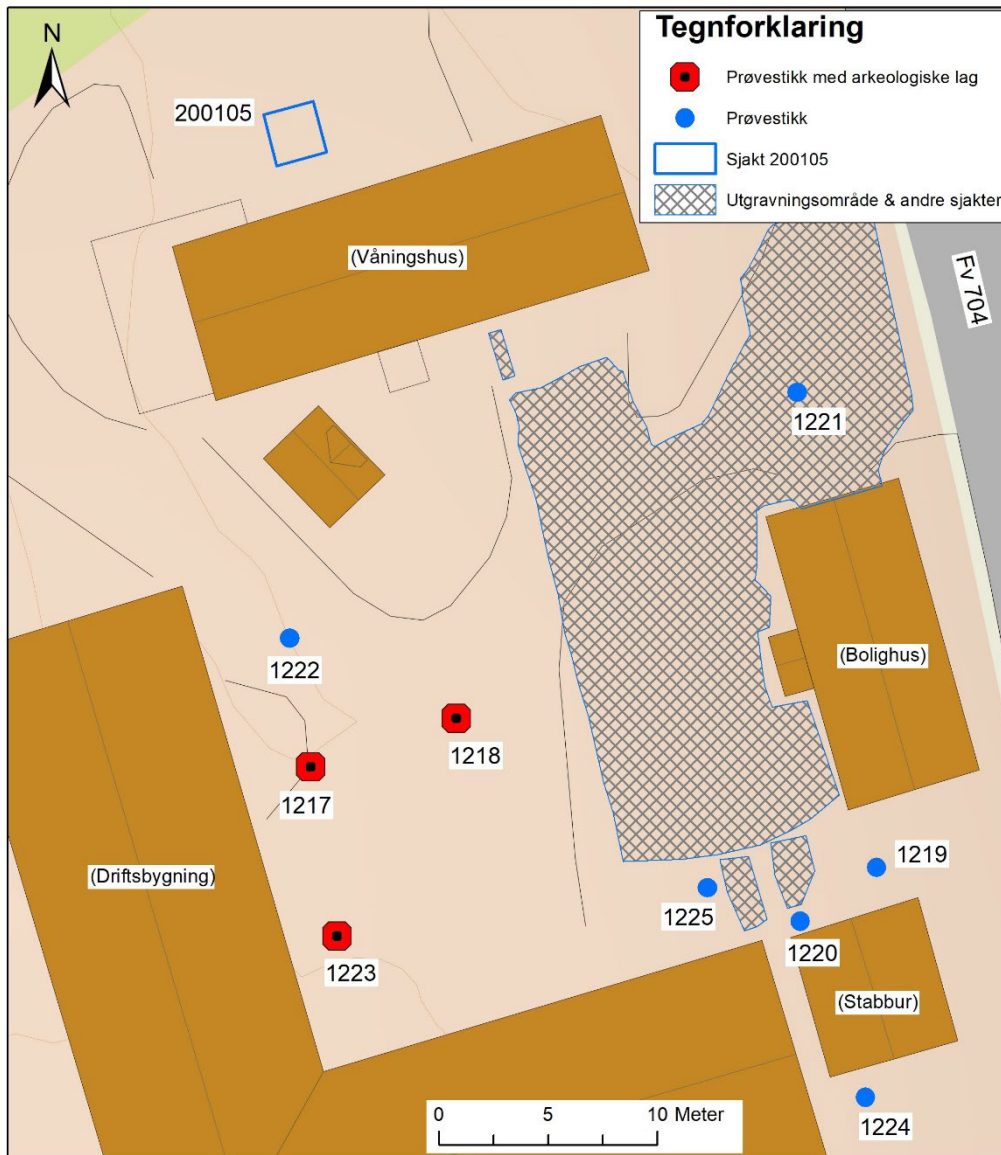 N
Tegnforklaring
Prøvestikk med arkeologiske lag
Prøvestikk
Sjakt 200105
Utgravningsområde & andre sjakter
200105
(Våningshus)
Fv 704
1221
1222
(Bolighus)
1218
1217
(Driftsbygning)
1219
1225
1220
1223
(Stabbur)
0 5 10 Meter
1224